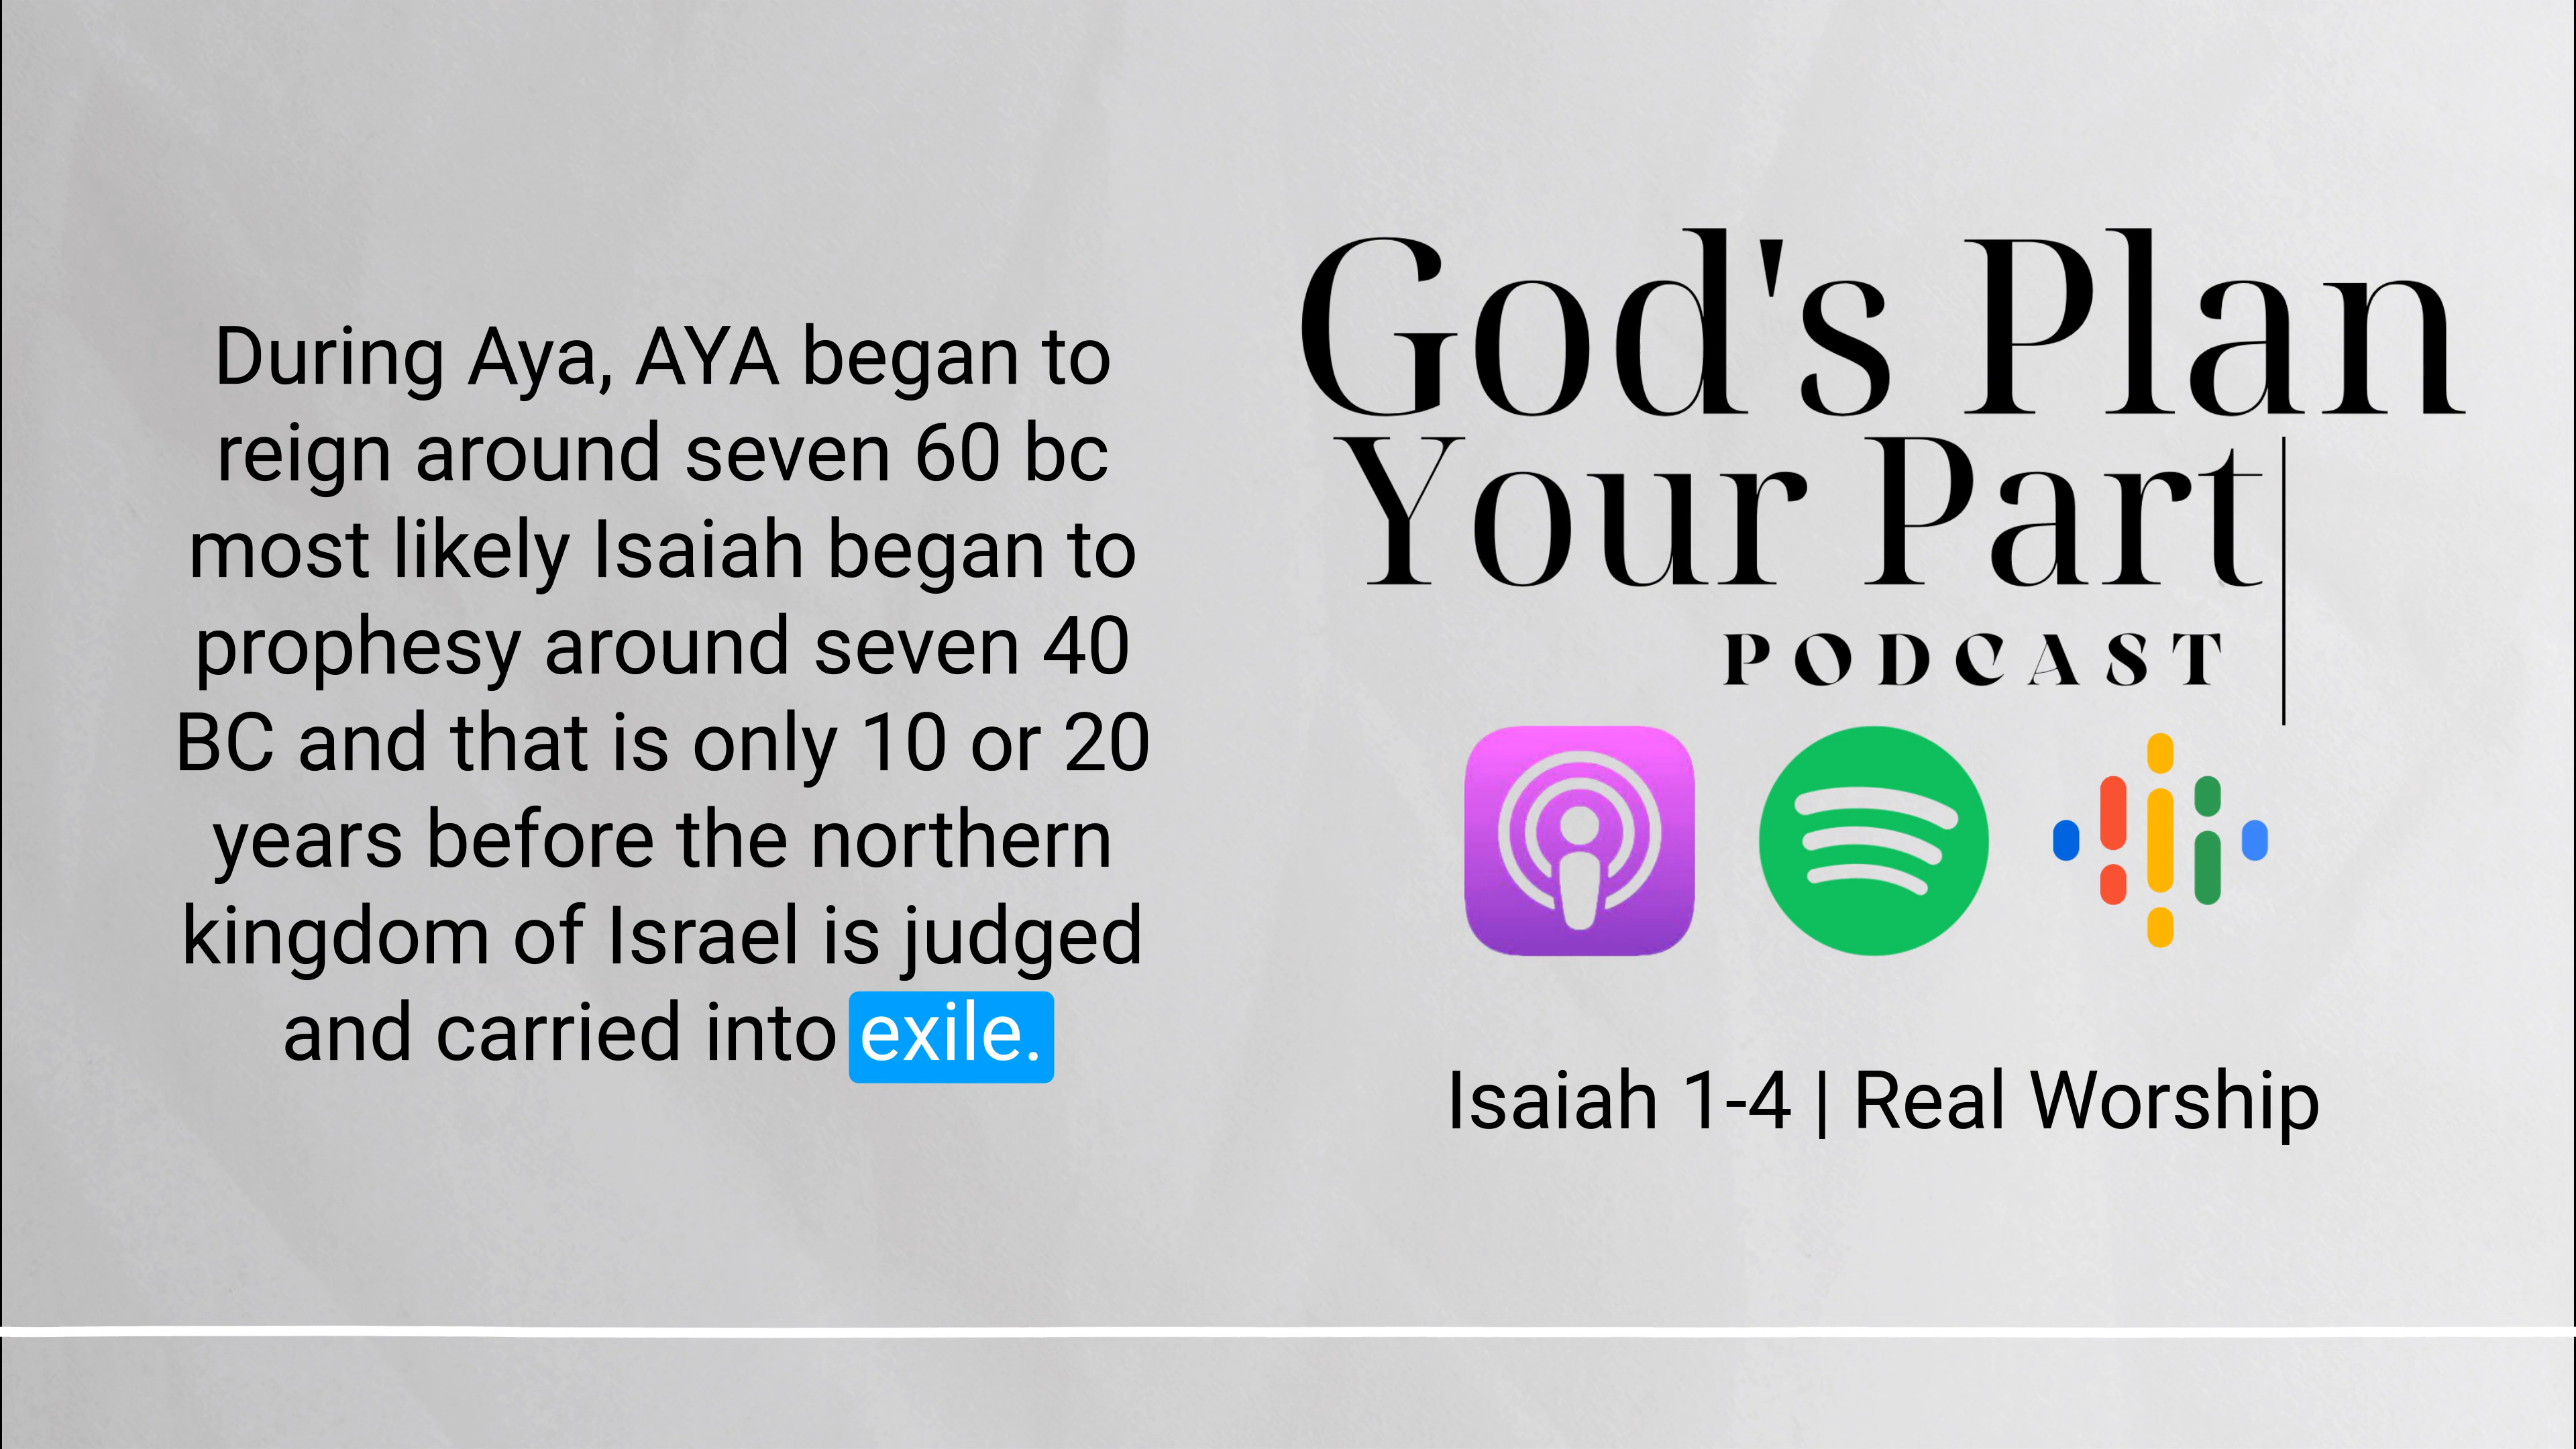 During Aya, AYA began to
reign around seven 60 bc
most likely Isaiah began to
prophesy around seven 40
BC and that is only 10 or 20
years before the northern
kingdom of Israel is judged
and carried into exile.
God's Plan
Your Part
PODCAST
Isaiah 1-4 | Real Worship